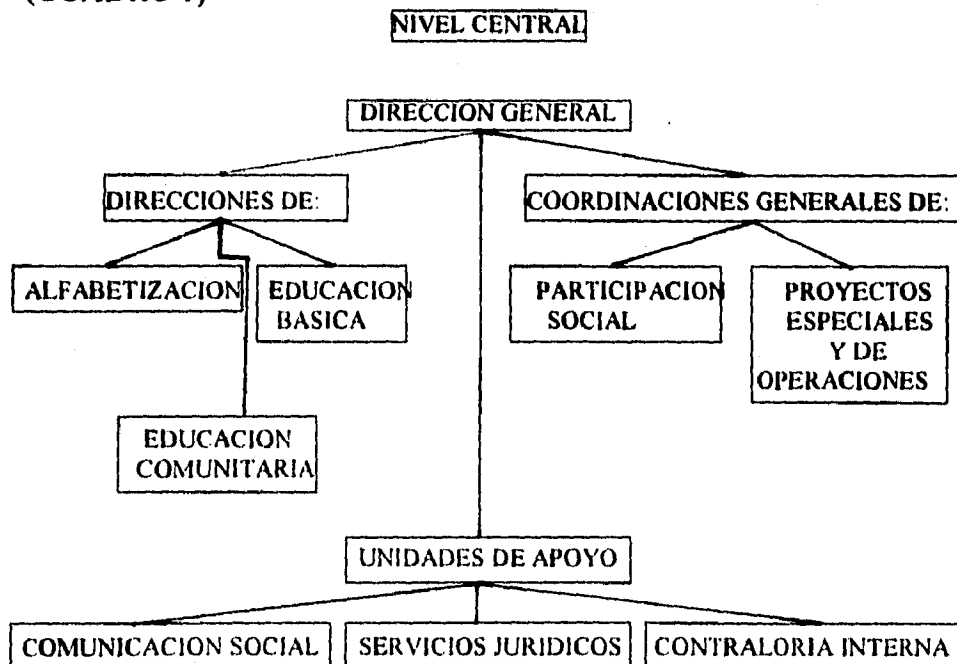 NIVEL CENTRAL
DIRECCION GENERAL
DIRECCIONES DE:
COORDINACIONES GENERALES DE:
ALFABETIZACION
EDUCACION
BASICA
PARTICIPACION
SOCIAL
PROYECTOS
ESPECIALES
Y DE
OPERACIONES
EDUCACION
COMUNITARIA
UNIDADES DE APOYO
COMUNICACION SOCIAL
SERVICIOS JURIDICOS
CONTRALORIA INTERNA